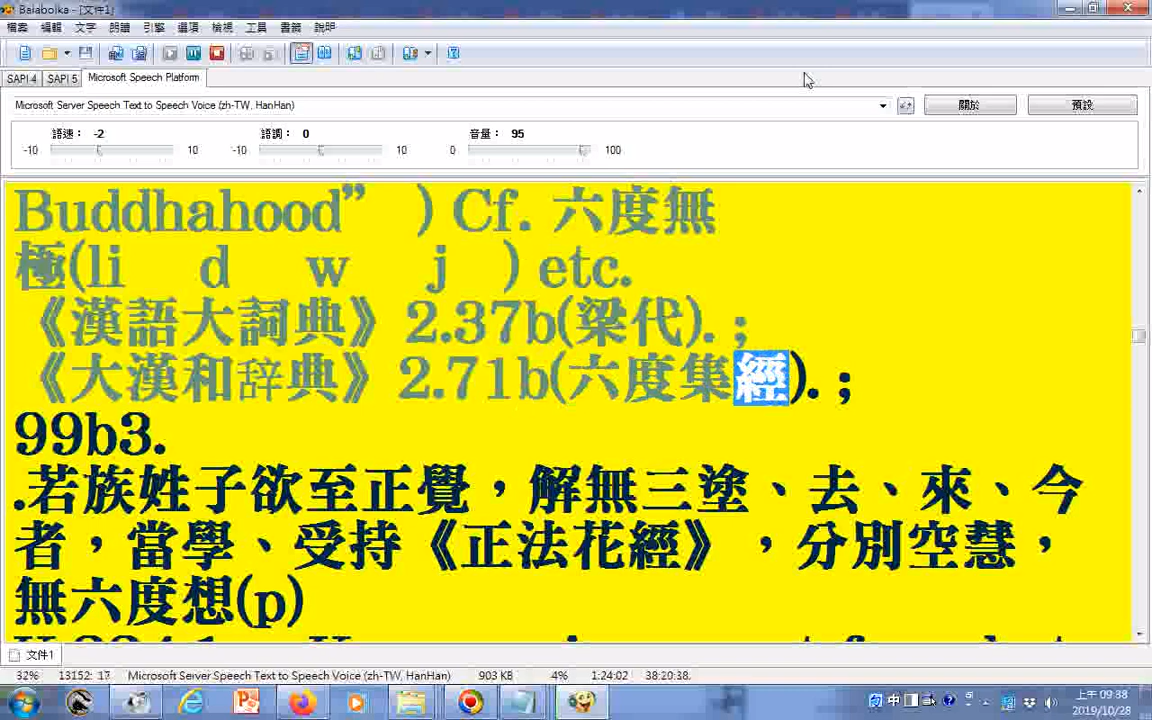 Balabolka - [文件1]
檔案 編輯 文字 朗讀 引擎 選項 檢視 工具 書籤 說明
SAPI 4 SAPI 5 Microsoft Speech Platform
Microsoft Server Speech Text to Speech Voice (zh-TW, HanHan) 關於 預設
語速： -2 語調： 0 音量： 95
-10 10 -10 10 0 100
Buddhahood” ) Cf. 六度無
極(li d w j ) etc.
《漢語大詞典》 2.37b(梁代). ;
《大漢和辞典》 2.71b(六度集經). ;
99b3.
.若族姓子欲至正覺，解無三塗、去、來、今
者，當學、受持《正法花經》，分別空慧，
無六度想(p)
文件1
32% 13152: 17 Microsoft Server Speech Text to Speech Voice (zh-TW, HanHan) 903 KB 4% 1:24:02 38:20:38.
中 上午 09:38
2019/10/28